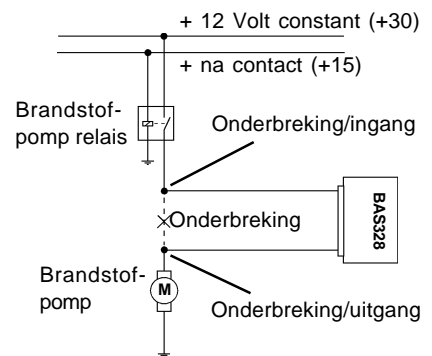 + 12 Volt constant (+30)
+ na contact (+15)
Brandstof-
pomp relais
Onderbreking/ingang
BAS328
Onderbreking
Brandstof-
pomp
M
Onderbreking/uitgang